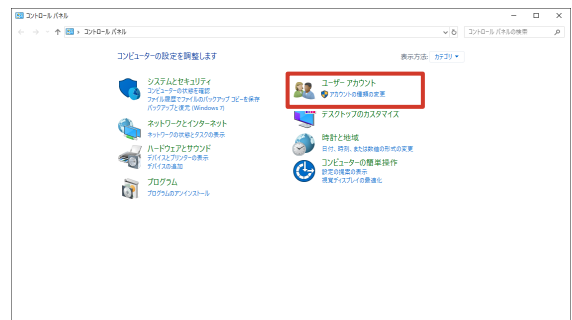 コントロール パネル
コントロール パネル
コントロール パネルの検索
コンピューターの設定を調整します
表示方法: カテゴリ
システムとセキュリティ
コンピューターの状態を確認
ファイル履歴でファイルのバックアップ コピーを保存
バックアップと復元 (Windows 7)
ネットワークとインターネット
ネットワークの状態とタスクの表示
ハードウェアとサウンド
デバイスとプリンターの表示
デバイスの追加
プログラム
プログラムのアンインストール
ユーザー アカウント
アカウントの種類の変更
デスクトップのカスタマイズ
時計と地域
日付、時刻、または数値の形式の変更
コンピューターの簡単操作
設定の提案の表示
視覚ディスプレイの最適化